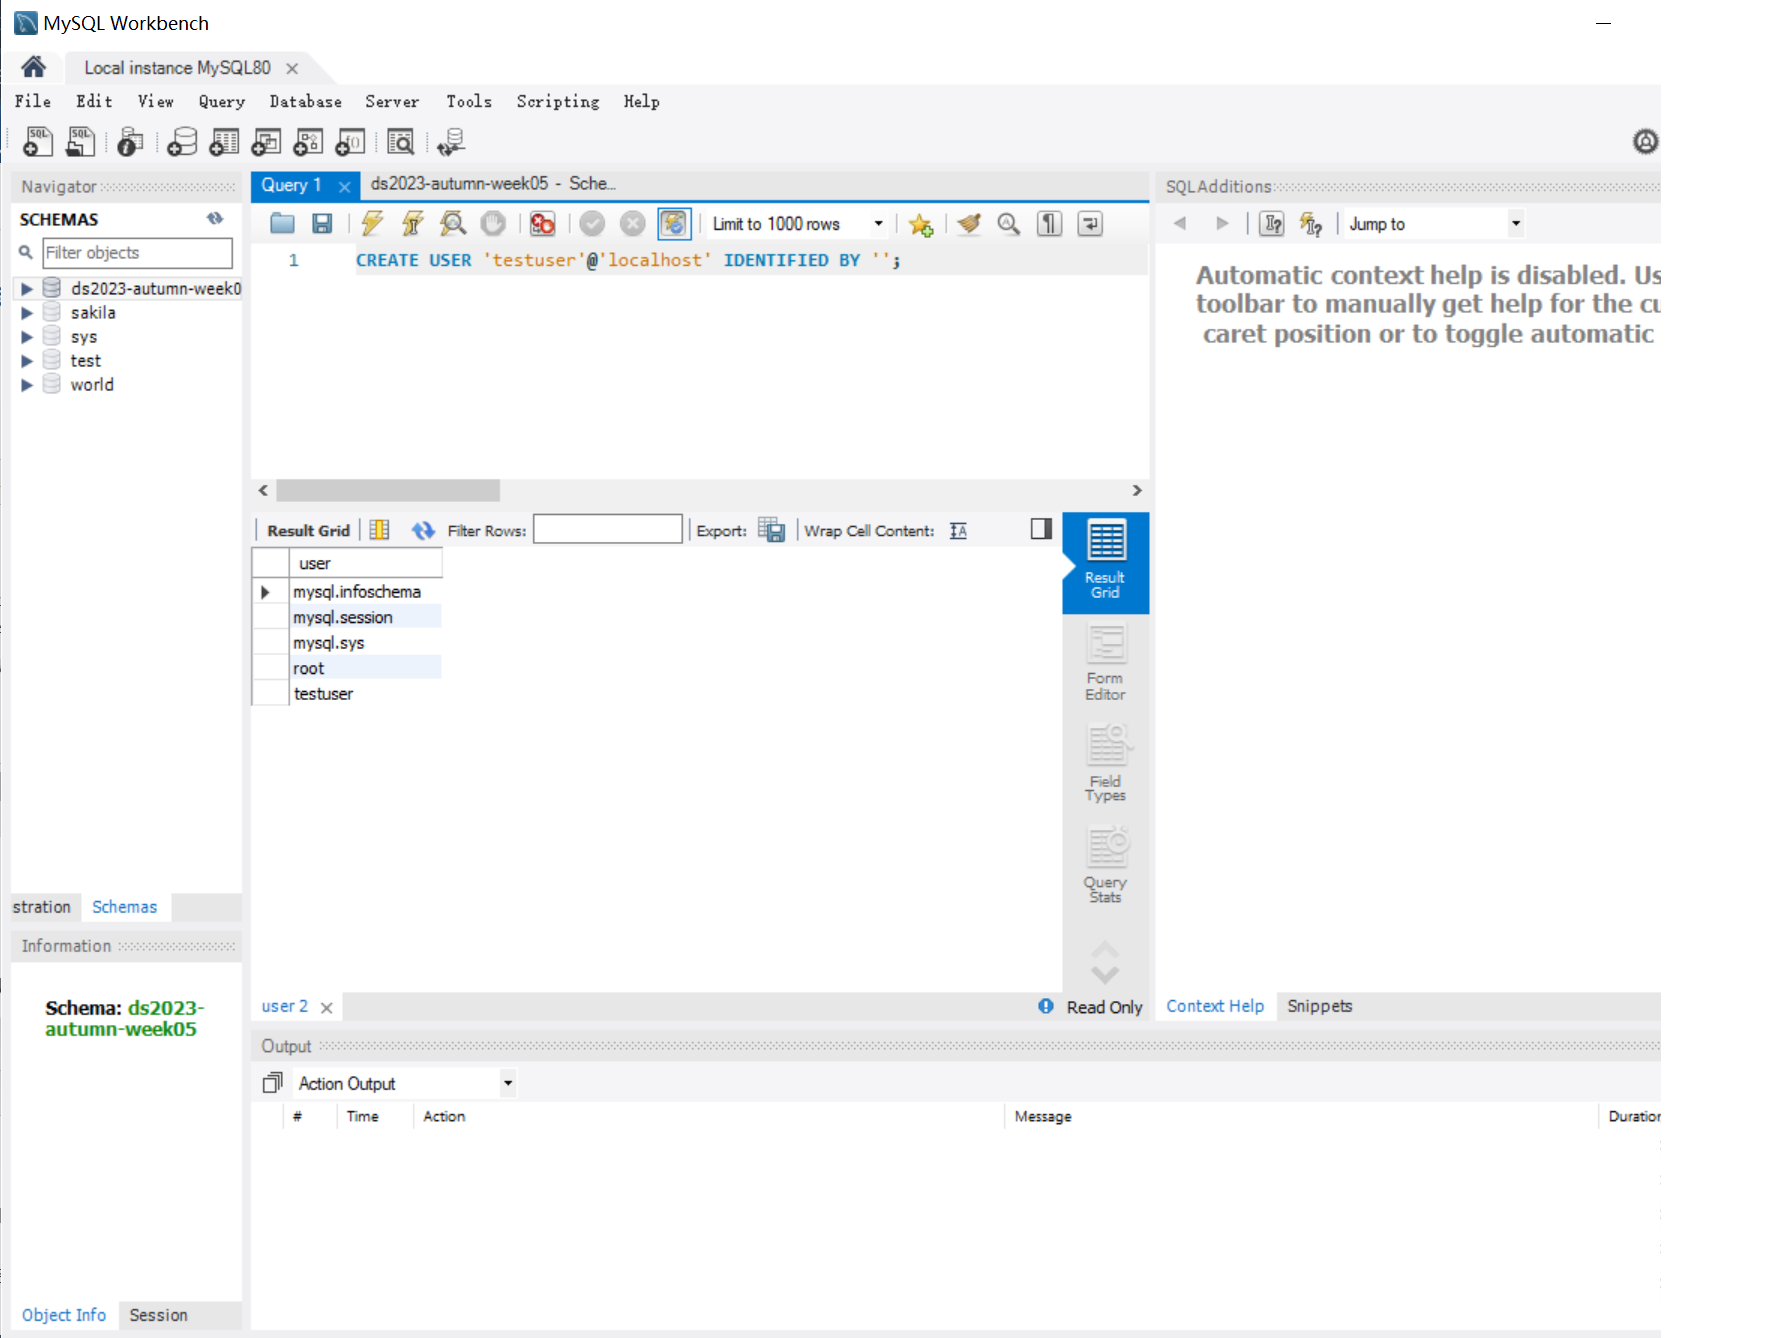 MySQL Workbench
Local instance MySQL80
File Edit View Query Database Server Tools Scripting Help
SQL SQL
Navigator
SCHEMAS
Filter objects
ds2023-autumn-week0
sakila
sys
test
world
stration Schemas
Information
Schema: ds2023-
autumn-week05
Object Info Session
Query 1 ds2023-autumn-week05 - Sche...
Limit to 1000 rows
1 CREATE USER 'testuser'@'localhost' IDENTIFIED BY '';
Result Grid Filter Rows: Export: Wrap Cell Content:
user
mysql.infoschema
mysql.session
mysql.sys
root
testuser
Result
Grid
Form
Editor
Field
Types
Query
Stats
user 2 Read Only
SQLAdditions
Jump to
Automatic context help is disabled. Us
toolbar to manually get help for the cu
caret position or to toggle automatic
Context Help Snippets
Output
Action Output
# Time Action Message Duration